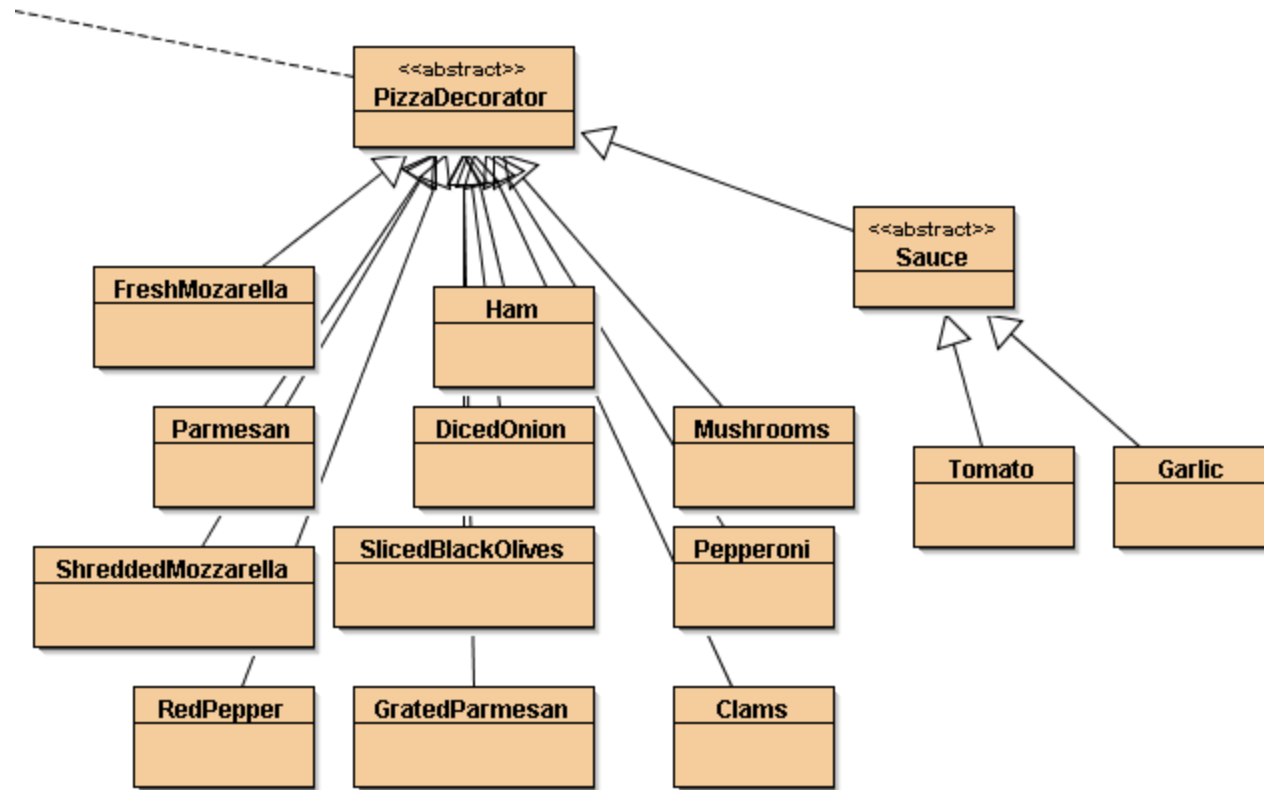 <<abstract>>
PizzaDecorator
<<abstract>>
Sauce
FreshMozarella
Ham
Parmesan
DicedOnion
Mushrooms
Tomato
Garlic
ShreddedMozzarella
SlicedBlackOlives
Pepperoni
RedPepper
GratedParmesan
Clams